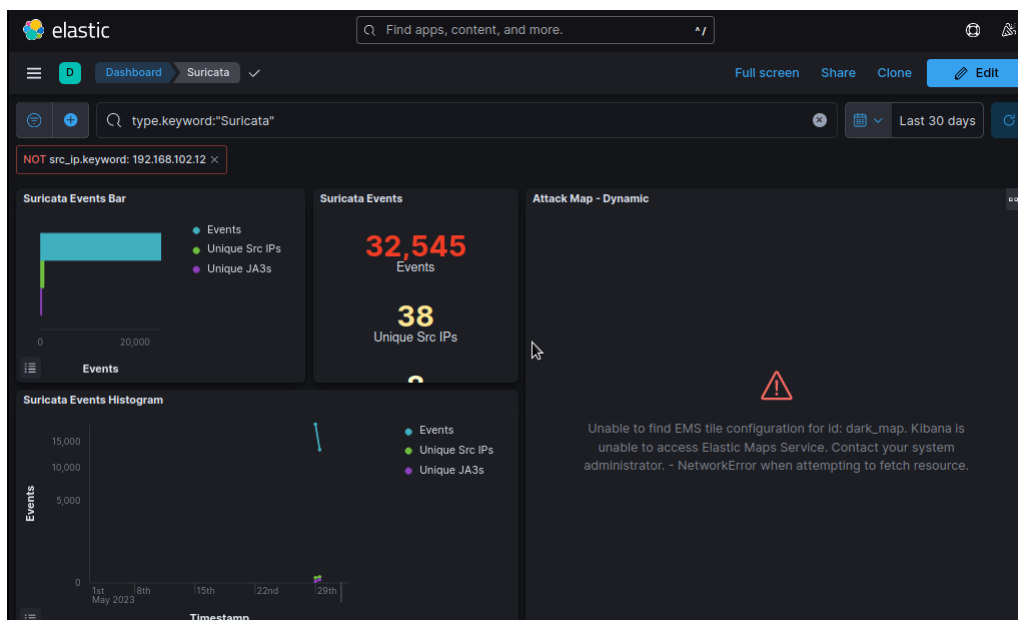 elastic
Find apps, content, and more.
^/
D
Dashboard
Suricata
Full screen
Share
Clone
Edit
type.keyword:"Suricata"
Last 30 days
NOT src_ip.keyword: 192.168.102.12 ×
Suricata Events Bar
Events
Unique Src IPs
Unique JA3s
0
20,000
Events
Suricata Events
32,545
Events
38
Unique Src IPs
Attack Map - Dynamic
Unable to find EMS tile configuration for id: dark_map. Kibana is
unable to access Elastic Maps Service. Contact your system
administrator. - NetworkError when attempting to fetch resource.
Suricata Events Histogram
Events
Unique Src IPs
Unique JA3s
Events
15,000
10,000
5,000
0
1st
May 2023
8th
15th
22nd
29th
Timestamp